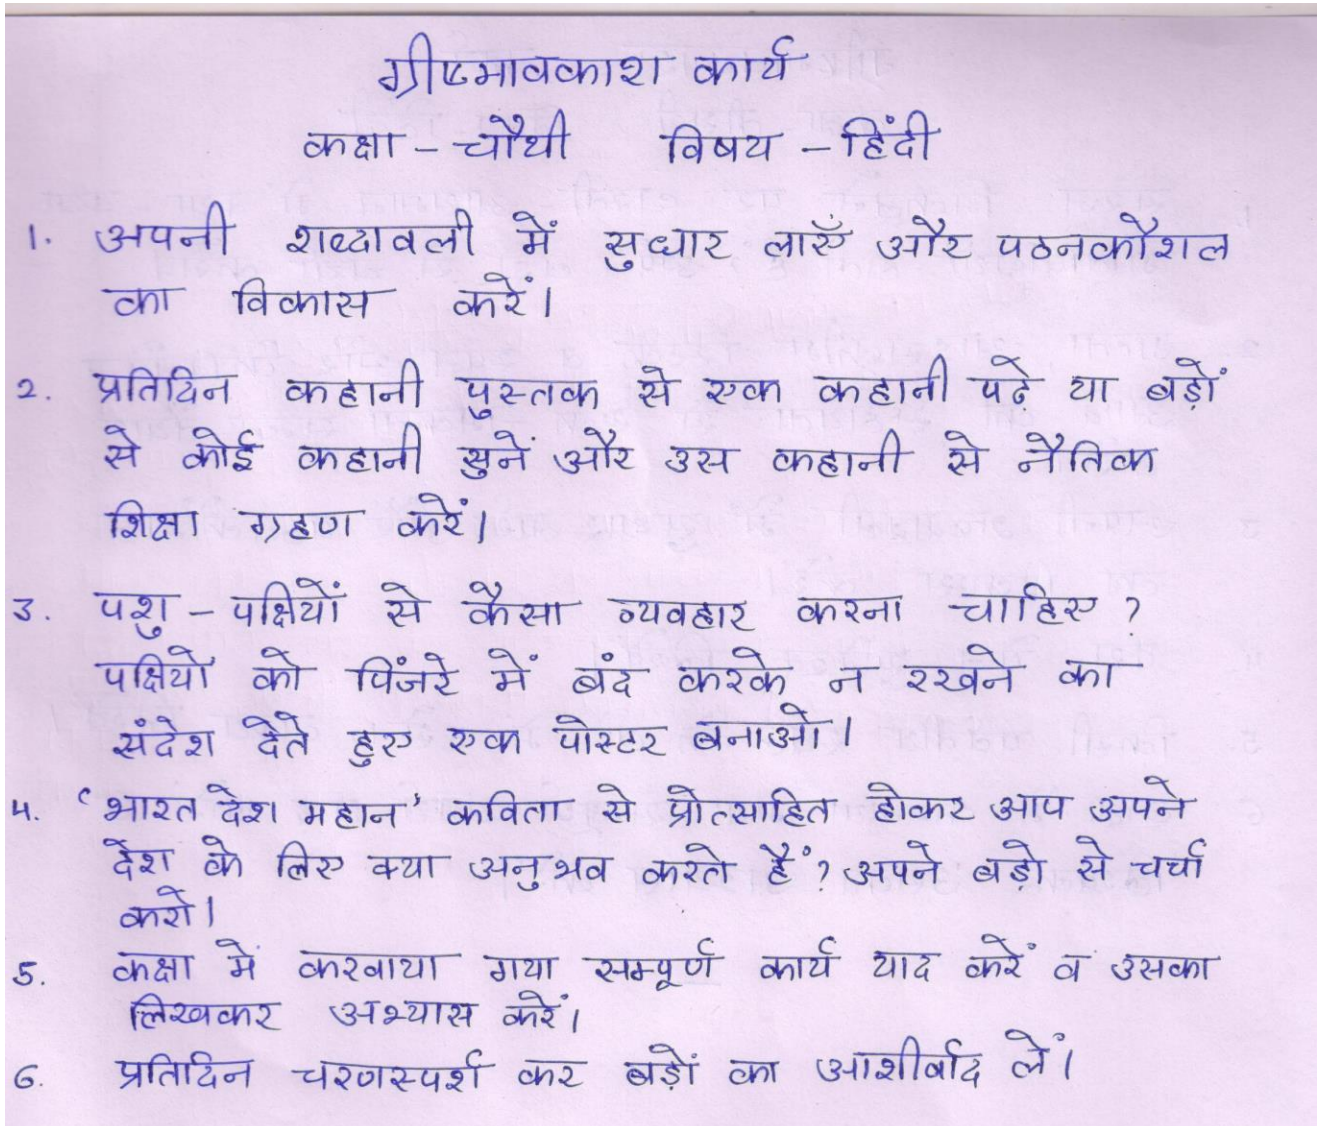 ग्रीष्मावकाश कार्य
कक्षा - चौथी विषय - हिंदी
1. अपनी शब्दावली में सुधार लाएँ और पठनकौशल
का विकास करें।
2. प्रतिदिन कहानी पुस्तक से एक कहानी पढ़ें या बड़ों
से कोई कहानी सुनें और उस कहानी से नैतिक
शिक्षा ग्रहण करें।
3. पशु - पक्षियों से कैसा व्यवहार करना चाहिए ?
पक्षियों को पिंजरे में बंद करके न रखने का
संदेश देते हुए एक पोस्टर बनाओ।
4. 'भारत देश महान' कविता से प्रोत्साहित होकर आप अपने
देश के लिए क्या अनुभव करते हैं? अपने बड़ो से चर्चा
करो।
5. कक्षा में करवाया गया सम्पूर्ण कार्य याद करें व उसका
लिखकर अभ्यास करें।
6. प्रतिदिन चरणस्पर्श कर बड़ों का आशीर्वाद लें।